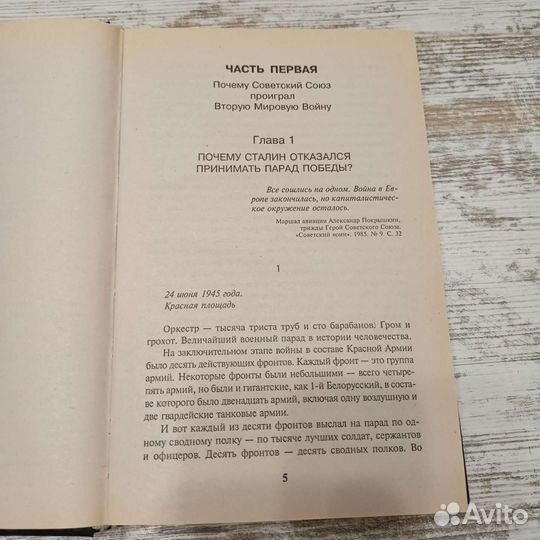 ЧАСТЬ ПЕРВАЯ
Почему Советский Союз
проиграл
Вторую Мировую Войну
Глава 1
ПОЧЕМУ СТАЛИН ОТКАЗАЛСЯ
ПРИНИМАТЬ ПАРАД ПОБЕДЫ?
Все сошлись на одном. Война в Ев-
ропе закончилась, но капиталистичес-
кое окружение осталось.
Маршал авиации Александр Покрышкин,
трижды Герой Советского Союза.
«Советский воин». 1985. № 9. С. 32
1
24 июня 1945 года.
Красная площадь
Оркестр — тысяча триста труб и сто барабанов. Гром и
грохот. Величайший военный парад в истории человечества.
На заключительном этапе войны в составе Красной Армии
было десять действующих фронтов. Каждый фронт — это группа
армий. Некоторые фронты были небольшими — всего четыре-
пять армий, но были и гигантские, как 1-й Белорусский, в соста-
ве которого было двенадцать армий, включая одну воздушную и
две гвардейские танковые армии.
И вот каждый из десяти фронтов выслал на парад по од-
ному сводному полку — по тысяче лучших солдат, сержантов
и офицеров. Десять фронтов — десять сводных полков. Во
5
Avito